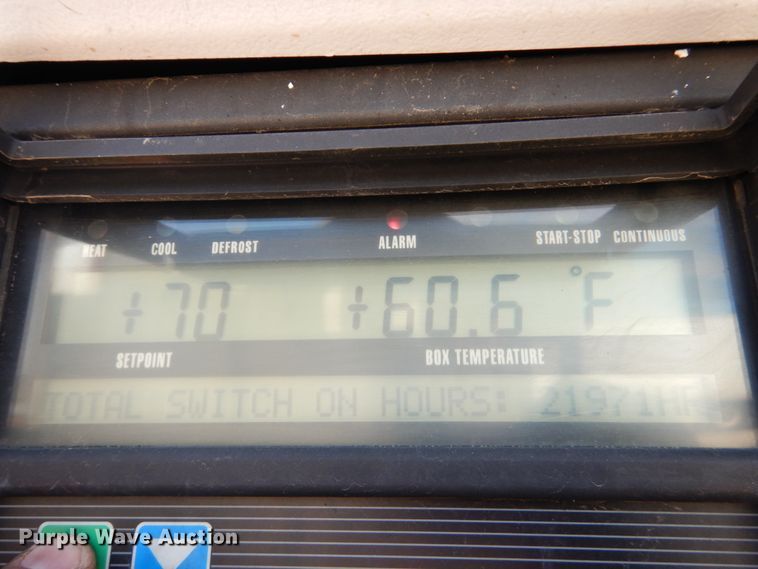 HEAT COOL DEFROST ALARM START-STOP CONTINUOUS
+70 +60.6 °F
SETPOINT BOX TEMPERATURE
TOTAL SWITCH ON HOURS: 21971HR
Purple Wave Auction®